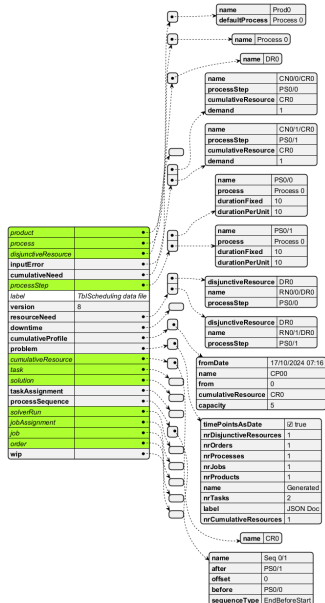 name Prod0
defaultProcess Process 0
name Process 0
name DR0
name CN0/0/CR0
processStep PS0/0
cumulativeResource CR0
demand 1
name CN0/1/CR0
processStep PS0/1
cumulativeResource CR0
demand 1
name PS0/0
process Process 0
durationFixed 10
durationPerUnit 10
name PS0/1
process Process 0
durationFixed 10
durationPerUnit 10
product
process
disjunctiveResource
inputError
cumulativeNeed
processStep
label TblScheduling data file
version 8
resourceNeed
downtime
cumulativeProfile
problem
cumulativeResource
task
solution
taskAssignment
processSequence
solverRun
jobAssignment
job
order
wip
disjunctiveResource DR0
name RN0/0/DR0
processStep PS0/0
disjunctiveResource DR0
name RN0/1/DR0
processStep PS0/1
fromDate 17/10/2024 07:16
name CP00
from 0
cumulativeResource CR0
capacity 5
timePointsAsDate ☑ true
nrDisjunctiveResources 1
nrOrders 1
nrProcesses 1
nrJobs 1
nrProducts 1
name Generated
nrTasks 2
label JSON Doc
nrCumulativeResources 1
name CR0
name Seq 0/1
after PS0/1
offset 0
before PS0/0
sequenceType EndBeforeStart